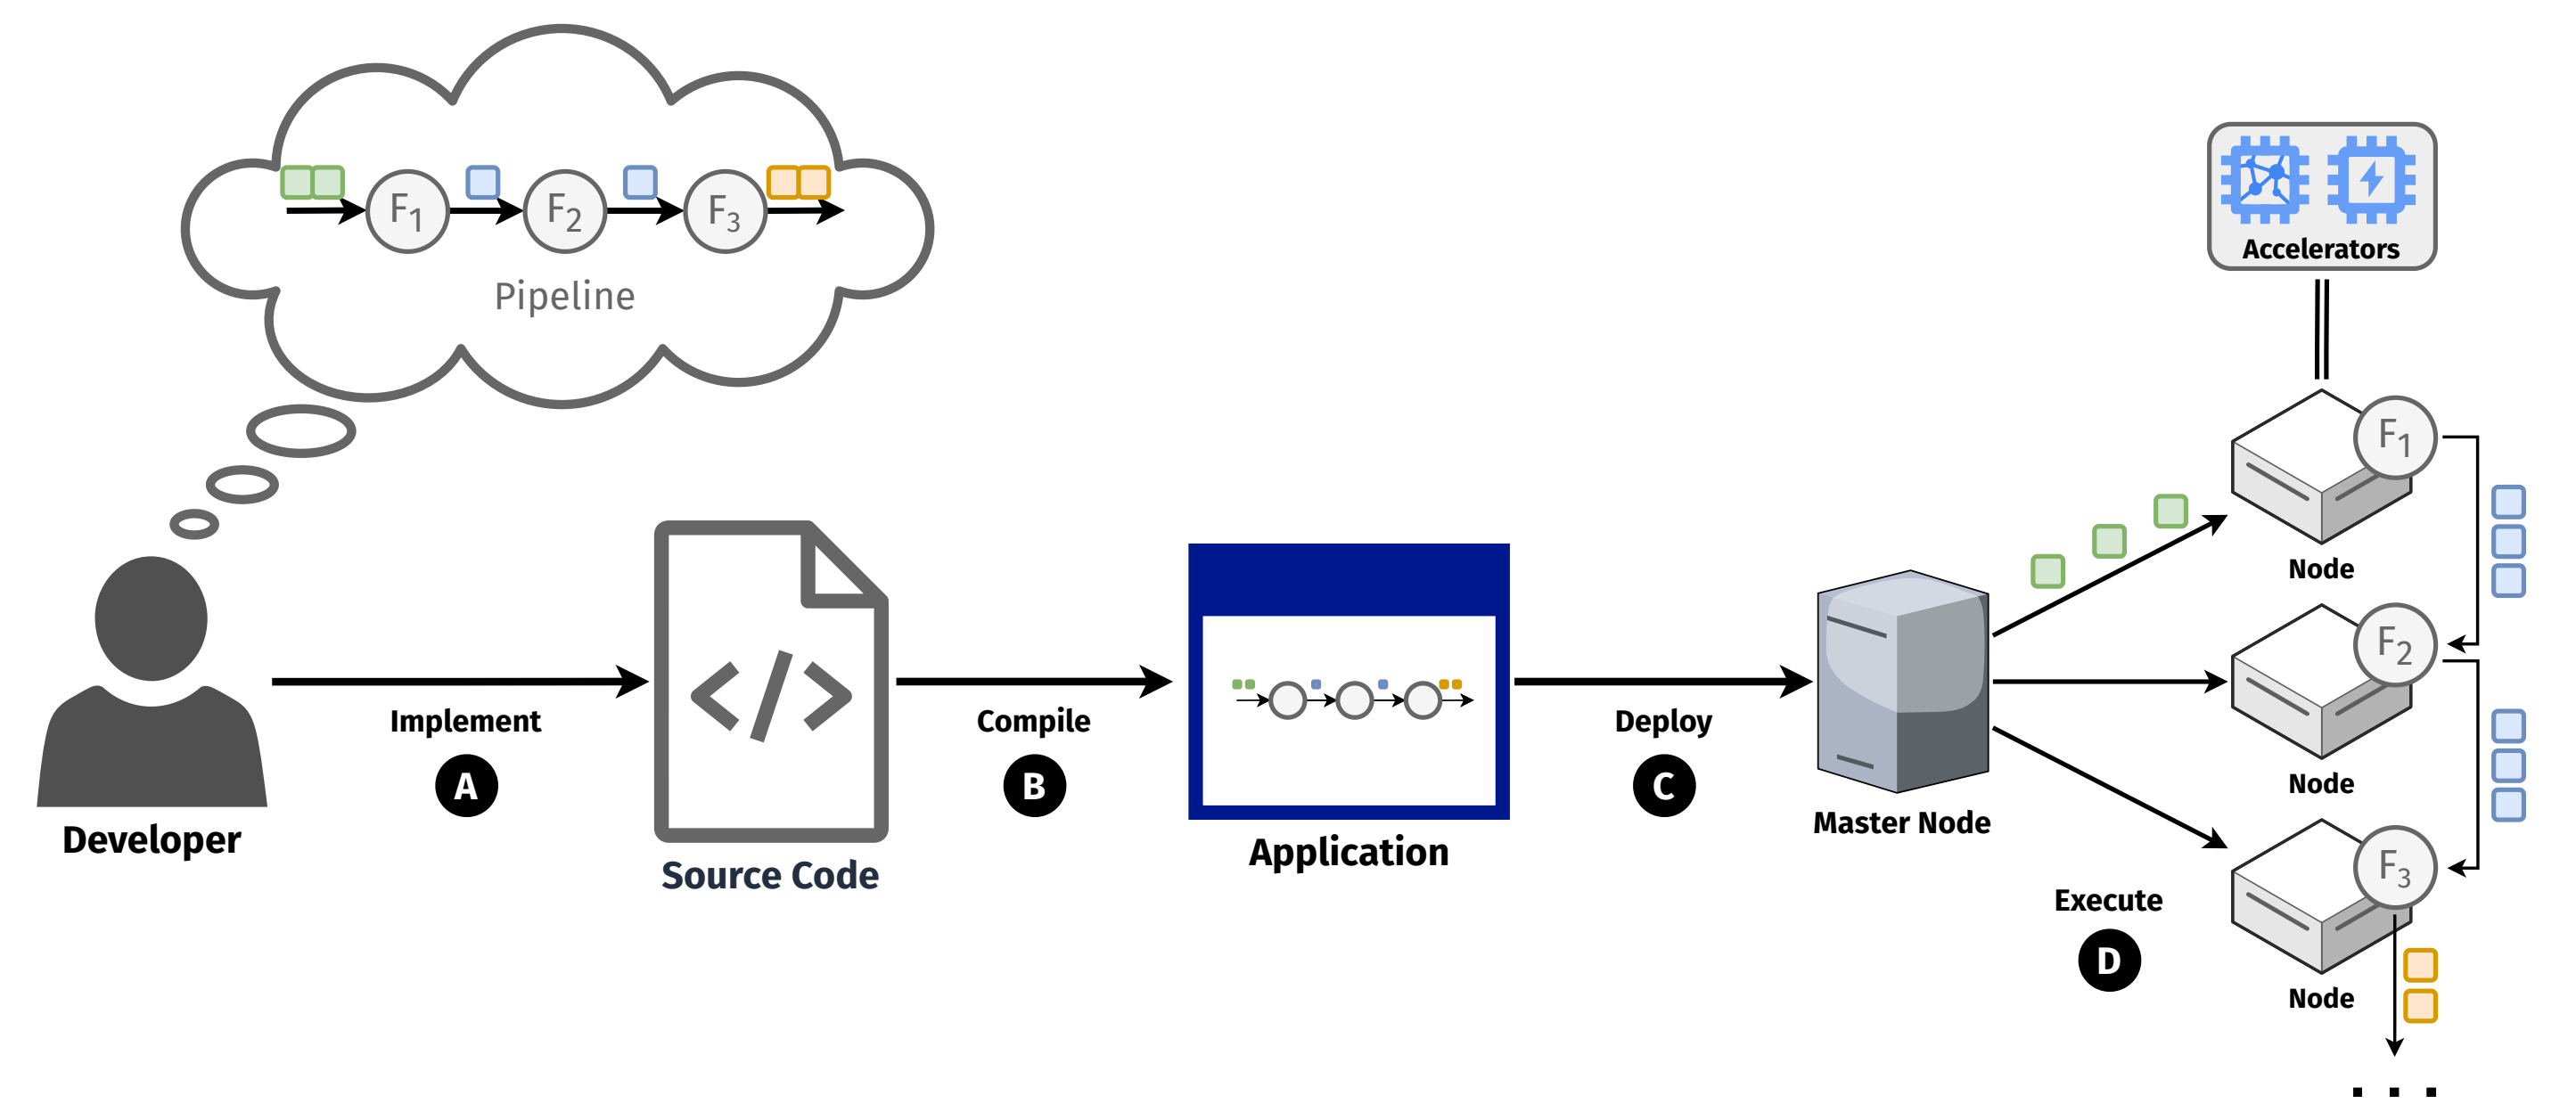 F1
F2
F3
Pipeline
Accelerators
F1
Node
F2
Node
F3
Node
</>
Implement
A
Compile
B
Deploy
C
Execute
D
Developer
Source Code
Application
Master Node
. . .